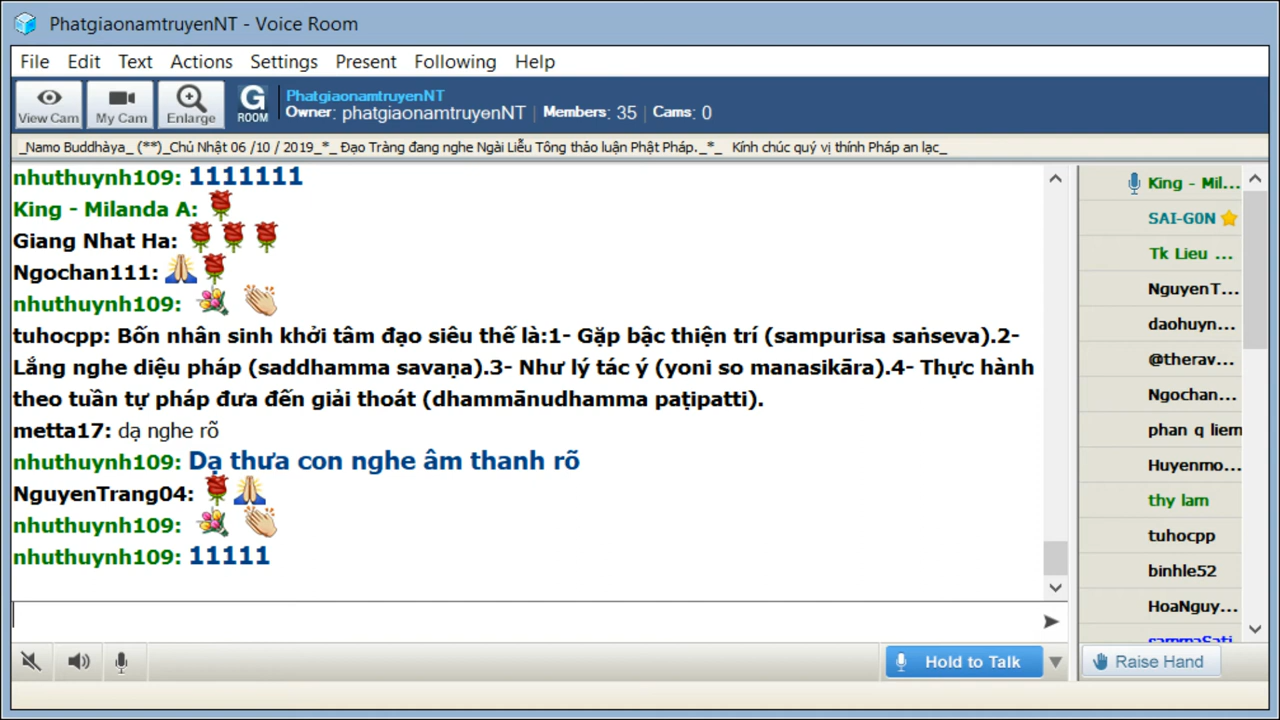 PhatgiaonamtruyenNT - Voice Room
File Edit Text Actions Settings Present Following Help
View Cam My Cam Enlarge G ROOM
PhatgiaonamtruyenNT
Owner: phatgiaonamtruyenNT | Members: 35 | Cams: 0
_Namo Buddhàya_ (**)_Chủ Nhật 06 /10 / 2019_*_ Đạo Tràng đang nghe Ngài Liễu Tông thảo luận Phật Pháp._*_ Kính chúc quý vị thính Pháp an lạc_
nhuthuynh109: 1111111
King - Milanda A:
Giang Nhat Ha:
Ngochan111:
nhuthuynh109:
tuhocpp: Bốn nhân sinh khởi tâm đạo siêu thế là:1- Gặp bậc thiện trí (sampurisa saṅseva).2-
Lắng nghe diệu pháp (saddhamma savaṇa).3- Như lý tác ý (yoni so manasikāra).4- Thực hành
theo tuần tự pháp đưa đến giải thoát (dhammānudhamma paṭipatti).
metta17: dạ nghe rõ
nhuthuynh109: Dạ thưa con nghe âm thanh rõ
NguyenTrang04:
nhuthuynh109:
nhuthuynh109: 11111
King - Mil...
SAI-G0N
Tk Lieu ...
NguyenT...
daohuyn...
@therav...
Ngochan...
phan q liem
Huyenmo...
thy lam
tuhocpp
binhle52
HoaNguy...
sammaSati
Hold to Talk
Raise Hand